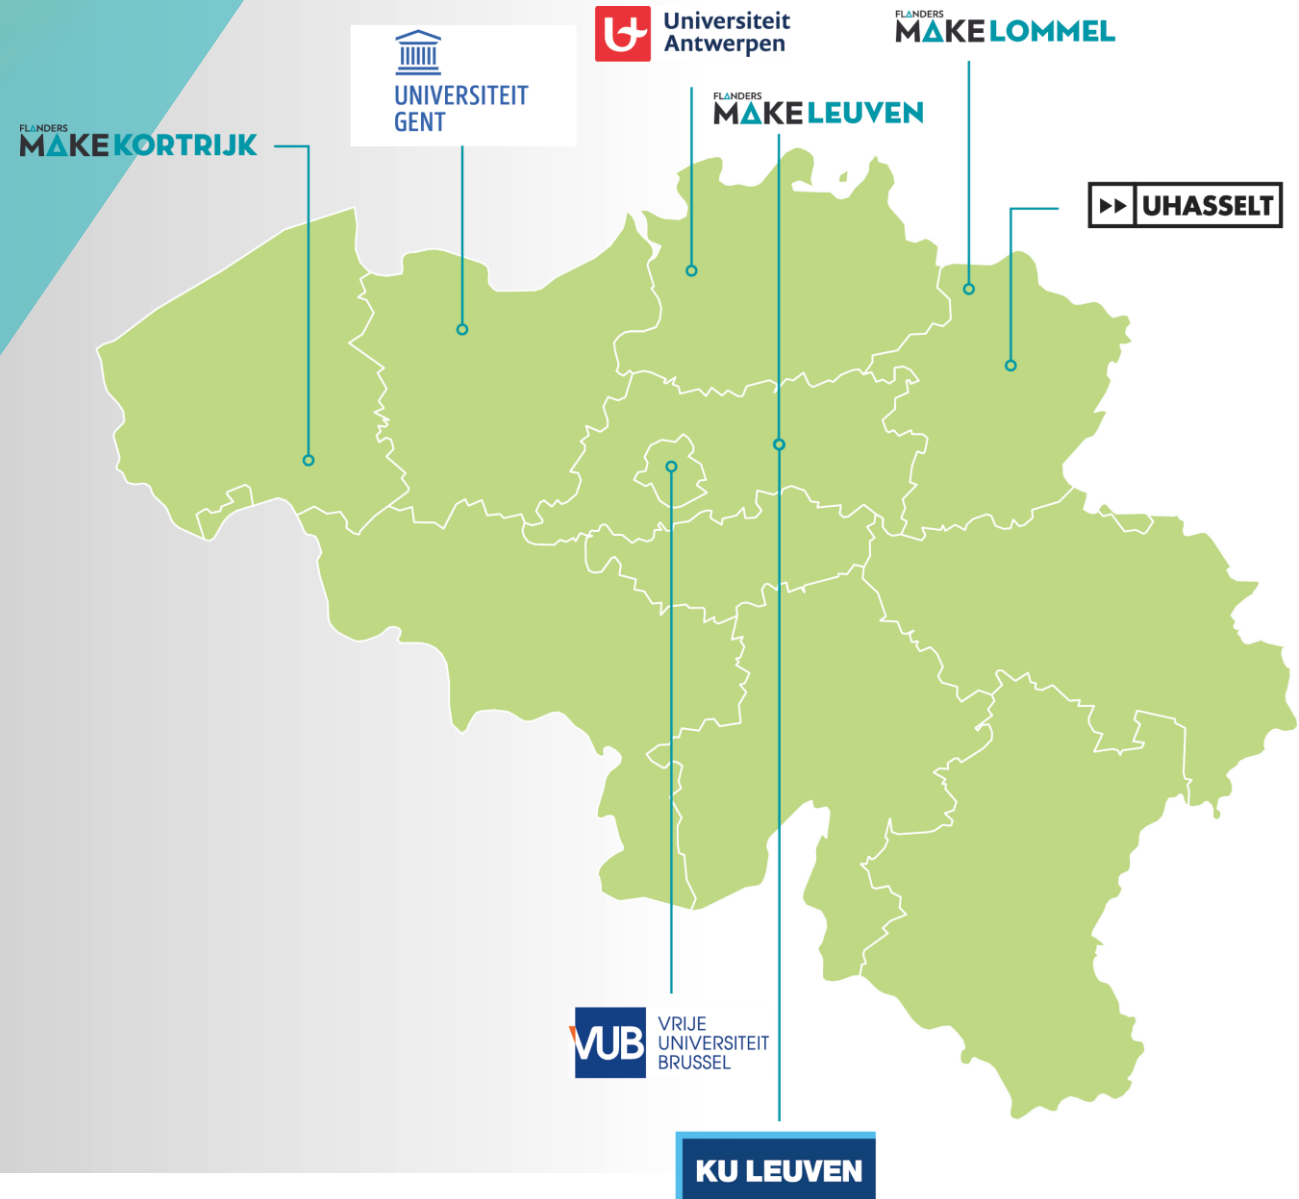 Universiteit
Antwerpen
FLANDERS
MAKE LOMMEL
UNIVERSITEIT
GENT
FLANDERS
MAKE LEUVEN
FLANDERS
MAKE KORTRIJK
UHASSELT
VUB
VRIJE
UNIVERSITEIT
BRUSSEL
KU LEUVEN